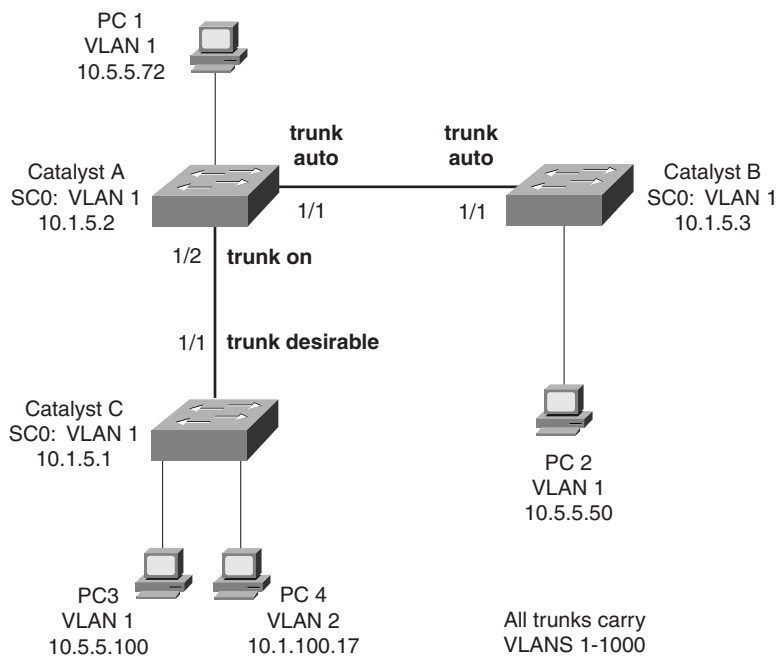 PC 1
VLAN 1
10.5.5.72
trunk
auto
trunk
auto
Catalyst A
SC0: VLAN 1
10.1.5.2
1/1
1/1
Catalyst B
SC0: VLAN 1
10.1.5.3
1/2
trunk on
1/1
trunk desirable
Catalyst C
SC0: VLAN 1
10.1.5.1
PC 2
VLAN 1
10.5.5.50
PC3
VLAN 1
10.5.5.100
PC 4
VLAN 2
10.1.100.17
All trunks carry
VLANS 1-1000